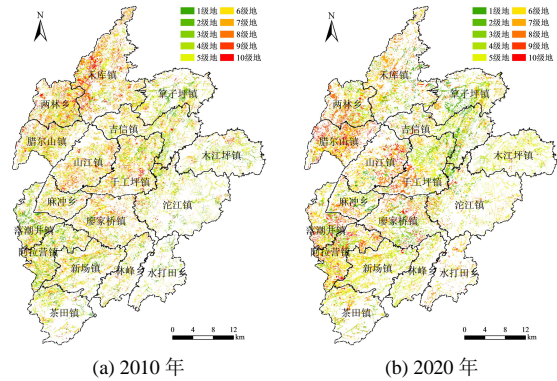 N
1级地 6级地
2级地 7级地
3级地 8级地
4级地 9级地
5级地 10级地
禾库镇
两林乡
筸子坪镇
腊尔山镇
吉信镇
木江坪镇
山江镇
千工坪镇
麻冲乡
沱江镇
廖家桥镇
落潮井镇
阿拉营镇
新场镇
林峰乡
水打田乡
茶田镇
0 4 8 12
km
(a) 2010 年
N
1级地 6级地
2级地 7级地
3级地 8级地
4级地 9级地
5级地 10级地
禾库镇
两林乡
筸子坪镇
腊尔山镇
吉信镇
木江坪镇
山江镇
千工坪镇
麻冲乡
沱江镇
廖家桥镇
落潮井镇
阿拉营镇
新场镇
林峰乡
水打田乡
茶田镇
0 4 8 12
km
(b) 2020 年